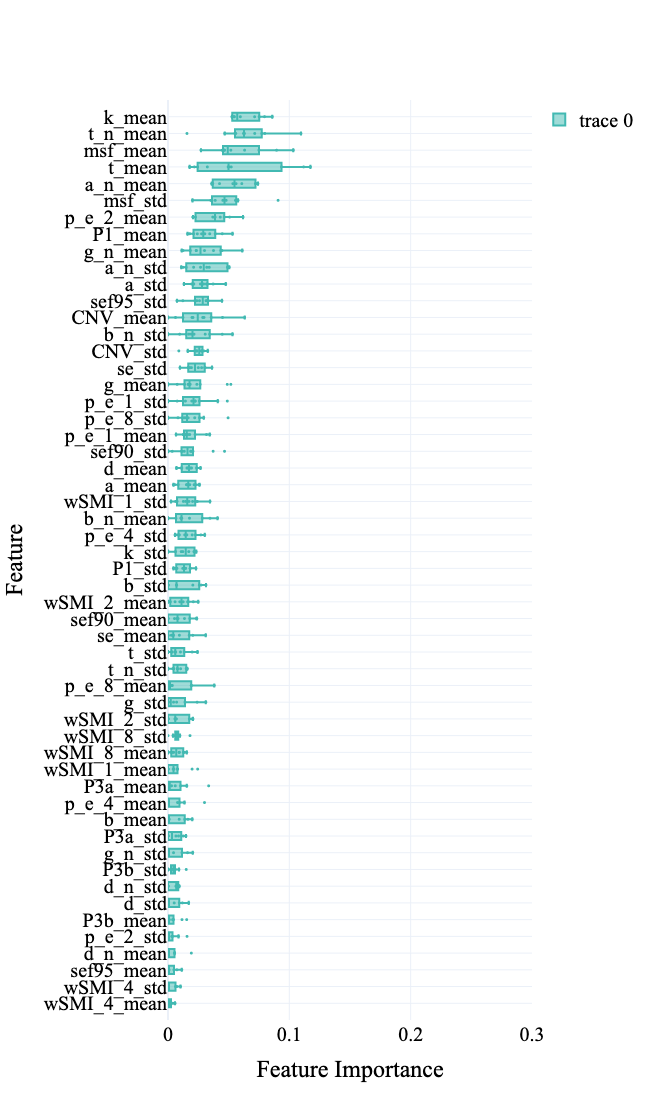 k_mean
trace 0
t_n_mean
msf_mean
t_mean
a_n_mean
msf_std
p_e_2_mean
P1_mean
g_n_mean
a_n_std
a_std
sef95_std
CNV_mean
b_n_std
CNV_std
se_std
g_mean
p_e_1_std
p_e_8_std
p_e_1_mean
sef90_std
d_mean
a_mean
wSMI_1_std
b_n_mean
p_e_4_std
k_std
P1_std
b_std
wSMI_2_mean
sef90_mean
se_mean
t_std
t_n_std
p_e_8_mean
g_std
wSMI_2_std
wSMI_8_std
wSMI_8_mean
wSMI_1_mean
P3a_mean
p_e_4_mean
b_mean
P3a_std
g_n_std
P3b_std
d_n_std
d_std
P3b_mean
p_e_2_std
d_n_mean
sef95_mean
wSMI_4_std
wSMI_4_mean
Feature
0 0.1 0.2 0.3
Feature Importance